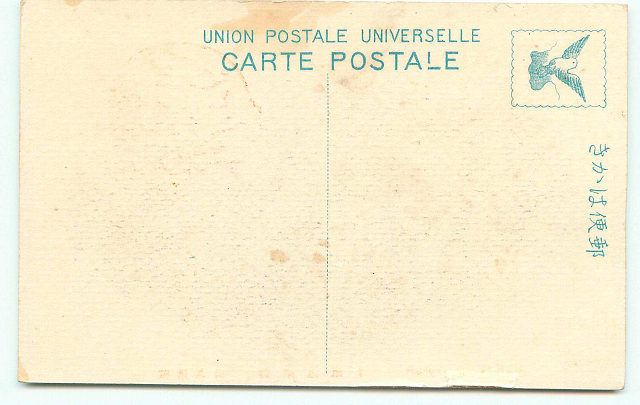 UNION POSTALE UNIVERSELLE
CARTE POSTALE
きかは便郵